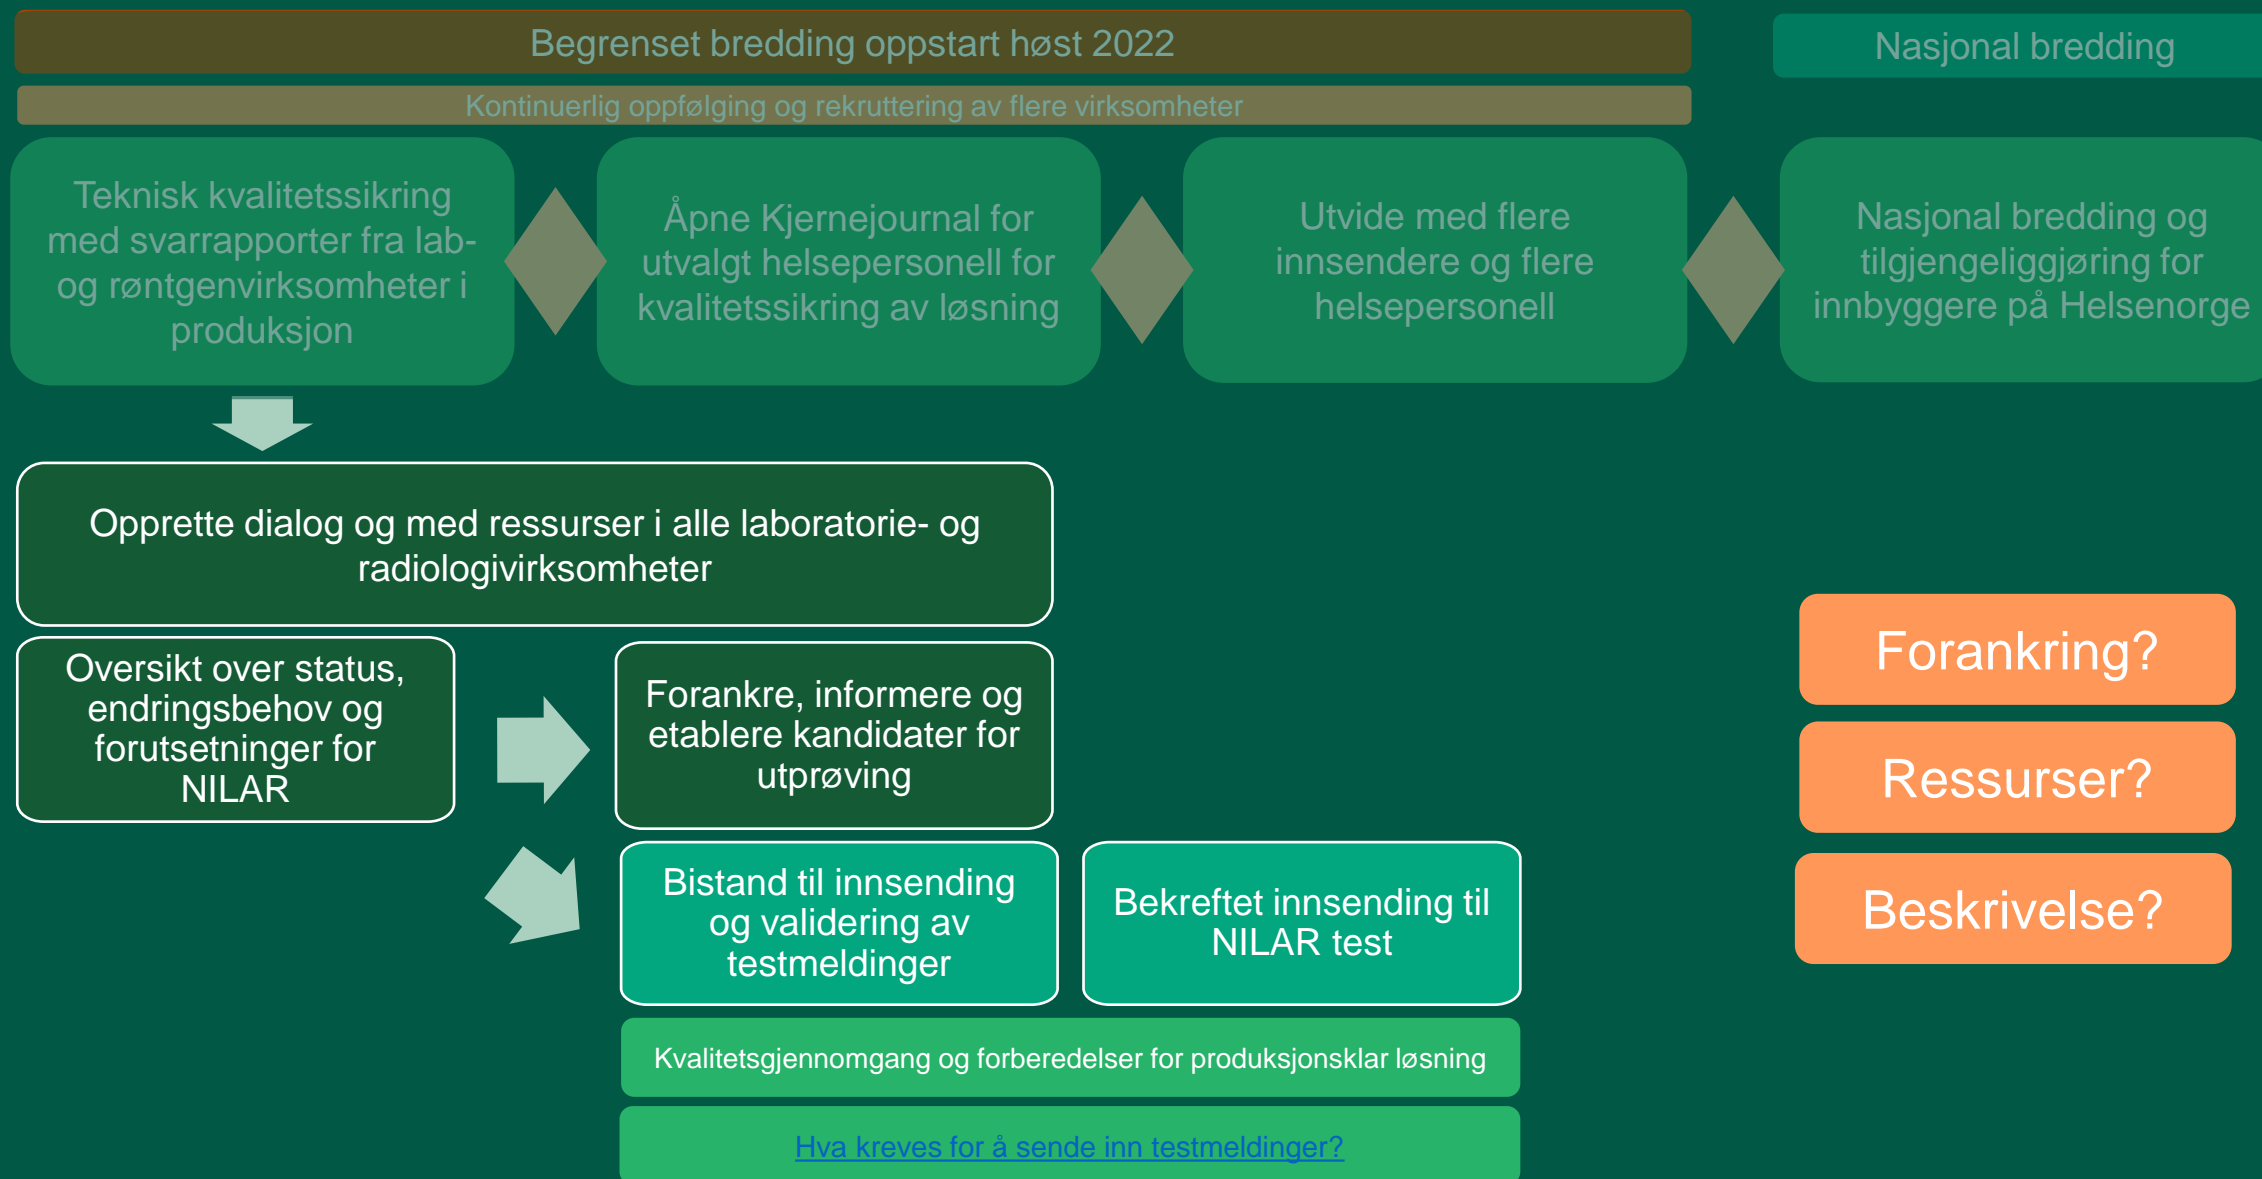 Begrenset bredding oppstart høst 2022
Nasjonal bredding
Kontinuerlig oppfølging og rekruttering av flere virksomheter
Teknisk kvalitetssikring
med svarrapporter fra lab-
og røntgenvirksomheter i
produksjon
Åpne Kjernejournal for
utvalgt helsepersonell for
kvalitetssikring av løsning
Utvide med flere
innsendere og flere
helsepersonell
Nasjonal bredding og
tilgjengeliggjøring for
innbyggere på Helsenorge
Opprette dialog og med ressurser i alle laboratorie- og
radiologivirksomheter
Oversikt over status,
endringsbehov og
forutsetninger for
NILAR
Forankre, informere og
etablere kandidater for
utprøving
Bistand til innsending
og validering av
testmeldinger
Bekreftet innsending til
NILAR test
Kvalitetsgjennomgang og forberedelser for produksjonsklar løsning
Hva kreves for å sende inn testmeldinger?
Forankring?
Ressurser?
Beskrivelse?